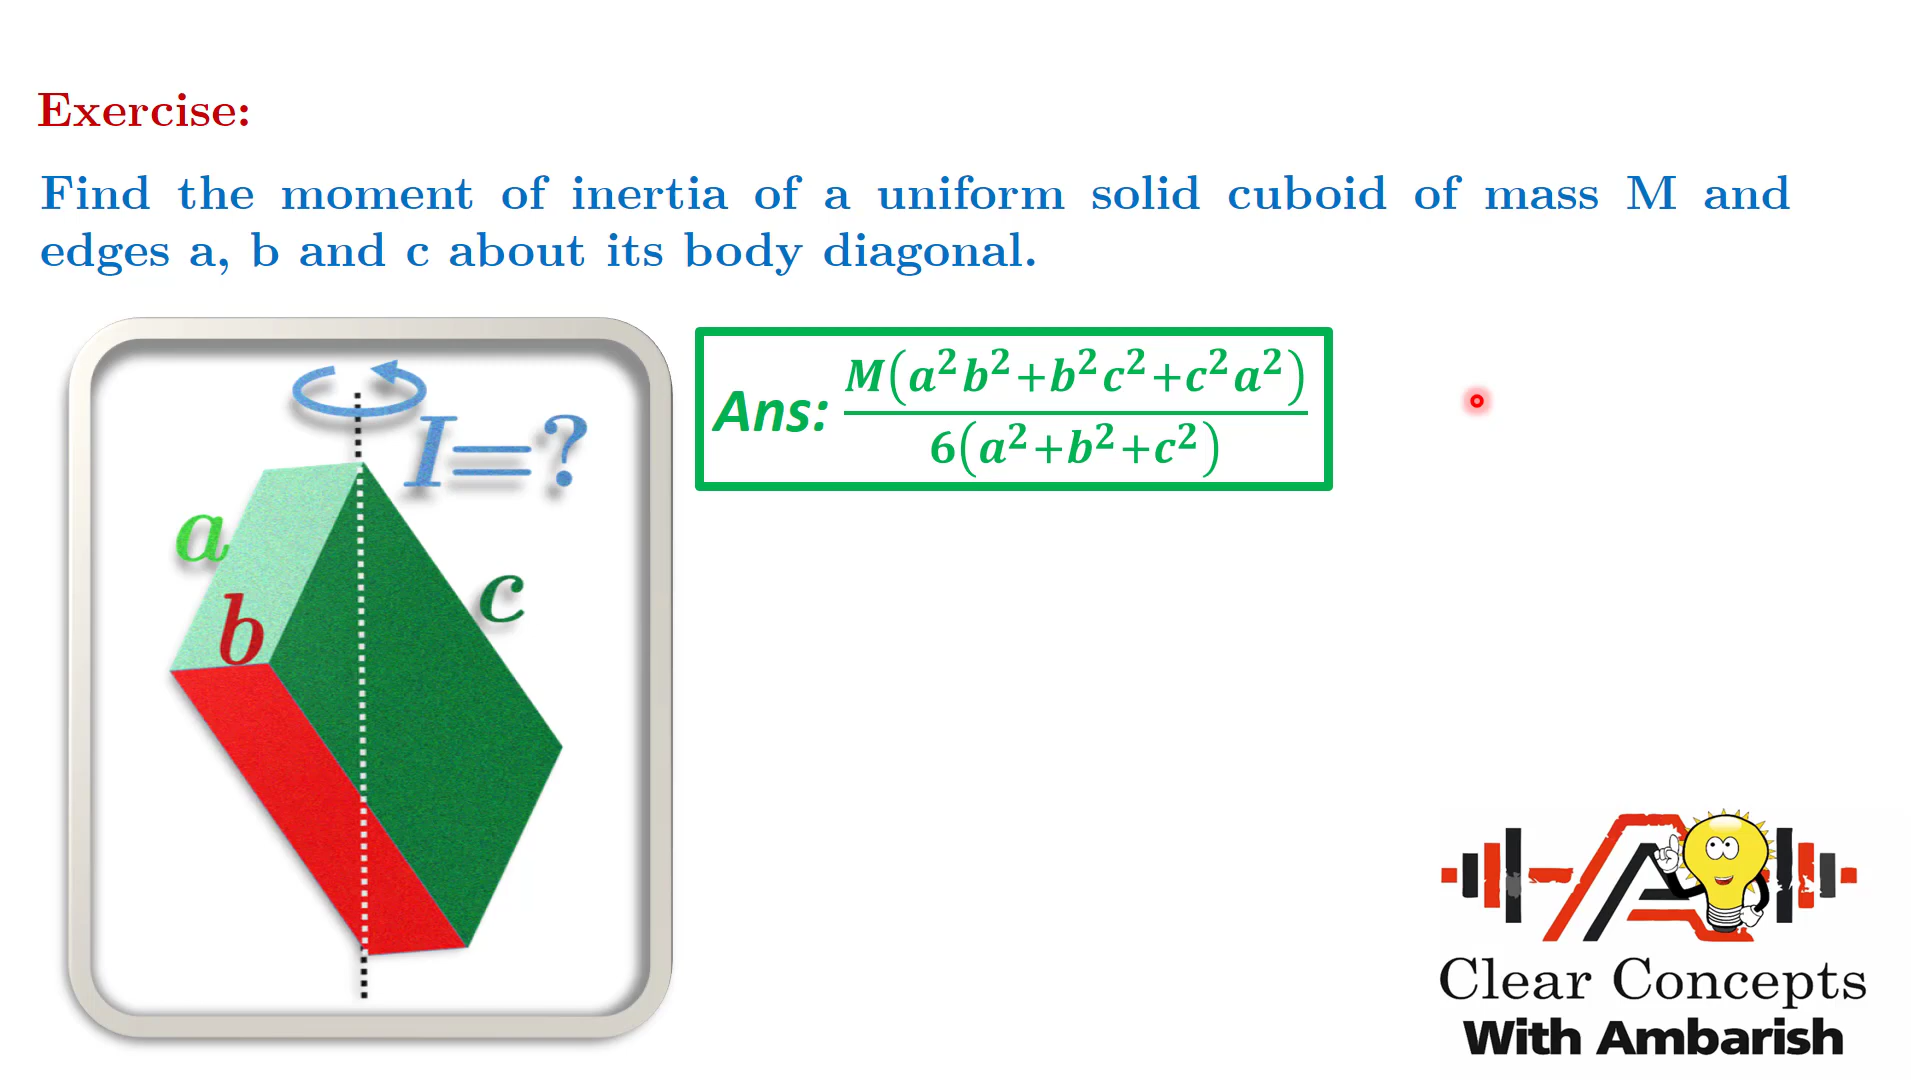 Exercise:
Find the moment of inertia of a uniform solid cuboid of mass M and
edges a, b and c about its body diagonal.
I=?
a
b
c
Ans: M(a²b²+b²c²+c²a²)/6(a²+b²+c²)
Clear Concepts
With Ambarish